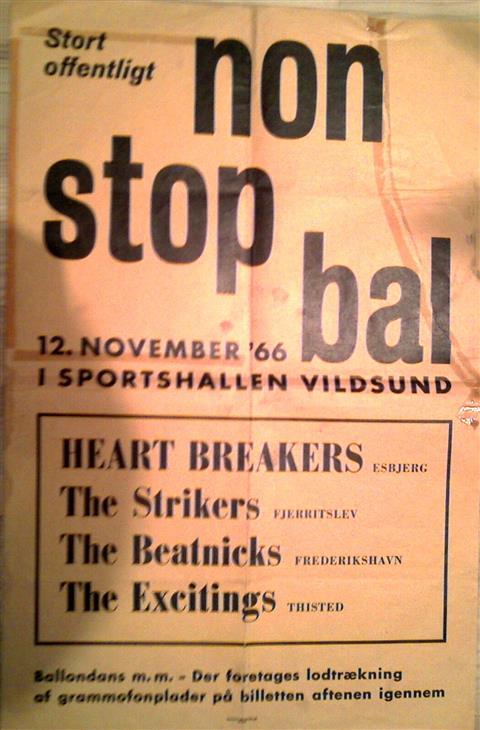 Stort
offentligt
non
stop
bal
12. NOVEMBER '66
I SPORTSHALLEN VILDSUND
HEART BREAKERS ESBJERG
The Strikers FJERRITSLEV
The Beatnicks FREDERIKSHAVN
The Excitings THISTED
Ballondans m.m. - Der foretages lodtrækning
af grammofonplader på billetten aftenen igennem